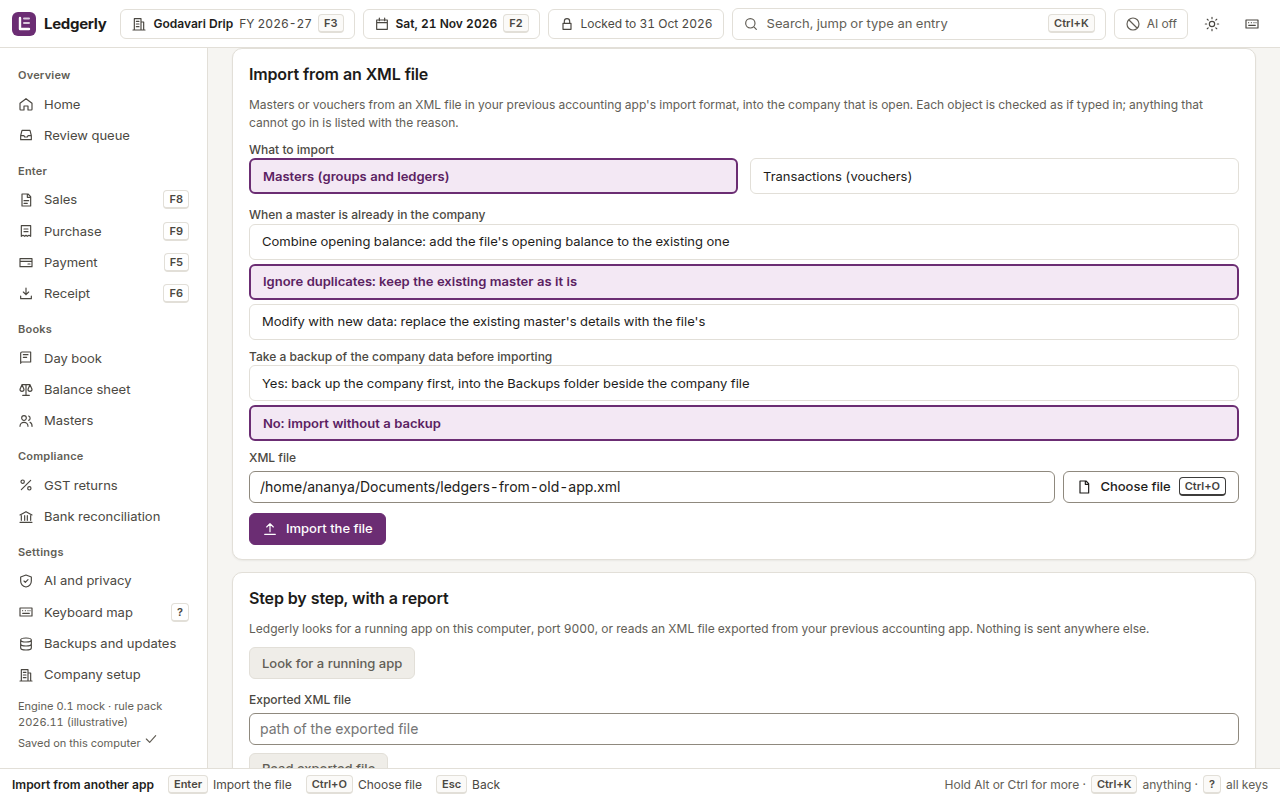 Ledgerly
Godavari Drip FY 2026-27 F3
Sat, 21 Nov 2026 F2
Locked to 31 Oct 2026
Search, jump or type an entry Ctrl+K
AI off
Overview
Home
Review queue
Enter
Sales F8
Purchase F9
Payment F5
Receipt F6
Books
Day book
Balance sheet
Masters
Compliance
GST returns
Bank reconciliation
Settings
AI and privacy
Keyboard map ?
Backups and updates
Company setup
Engine 0.1 mock · rule pack
2026.11 (illustrative)
Saved on this computer
Import from an XML file
Masters or vouchers from an XML file in your previous accounting app's import format, into the company that is open. Each object is checked as if typed in; anything that
cannot go in is listed with the reason.
What to import
Masters (groups and ledgers)
Transactions (vouchers)
When a master is already in the company
Combine opening balance: add the file's opening balance to the existing one
Ignore duplicates: keep the existing master as it is
Modify with new data: replace the existing master's details with the file's
Take a backup of the company data before importing
Yes: back up the company first, into the Backups folder beside the company file
No: import without a backup
XML file
/home/ananya/Documents/ledgers-from-old-app.xml
Choose file Ctrl+O
Import the file
Step by step, with a report
Ledgerly looks for a running app on this computer, port 9000, or reads an XML file exported from your previous accounting app. Nothing is sent anywhere else.
Look for a running app
Exported XML file
path of the exported file
Read exported file
Import from another app Enter Import the file Ctrl+O Choose file Esc Back
Hold Alt or Ctrl for more · Ctrl+K anything · ? all keys